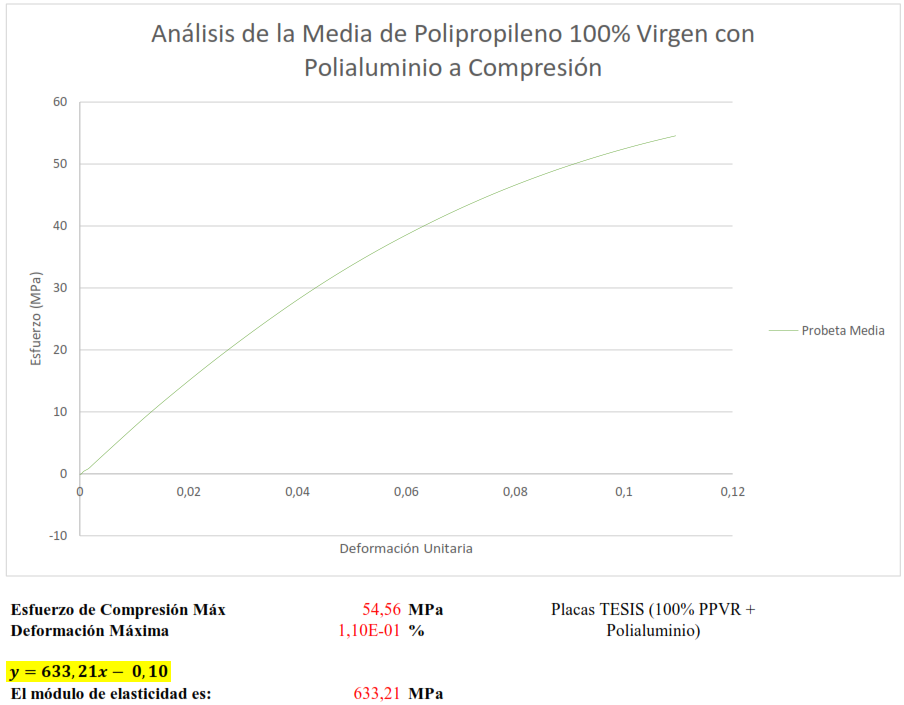 Análisis de la Media de Polipropileno 100% Virgen con
Polialuminio a Compresión
60
50
40
30
20
10
0
-10
Esfuerzo (MPa)
0 0,02 0,04 0,06 0,08 0,1 0,12
Deformación Unitaria
Probeta Media
Esfuerzo de Compresión Máx 54,56 MPa
Deformación Máxima 1,10E-01 %
Placas TESIS (100% PPVR +
Polialuminio)
y = 633,21x − 0,10
El módulo de elasticidad es: 633,21 MPa